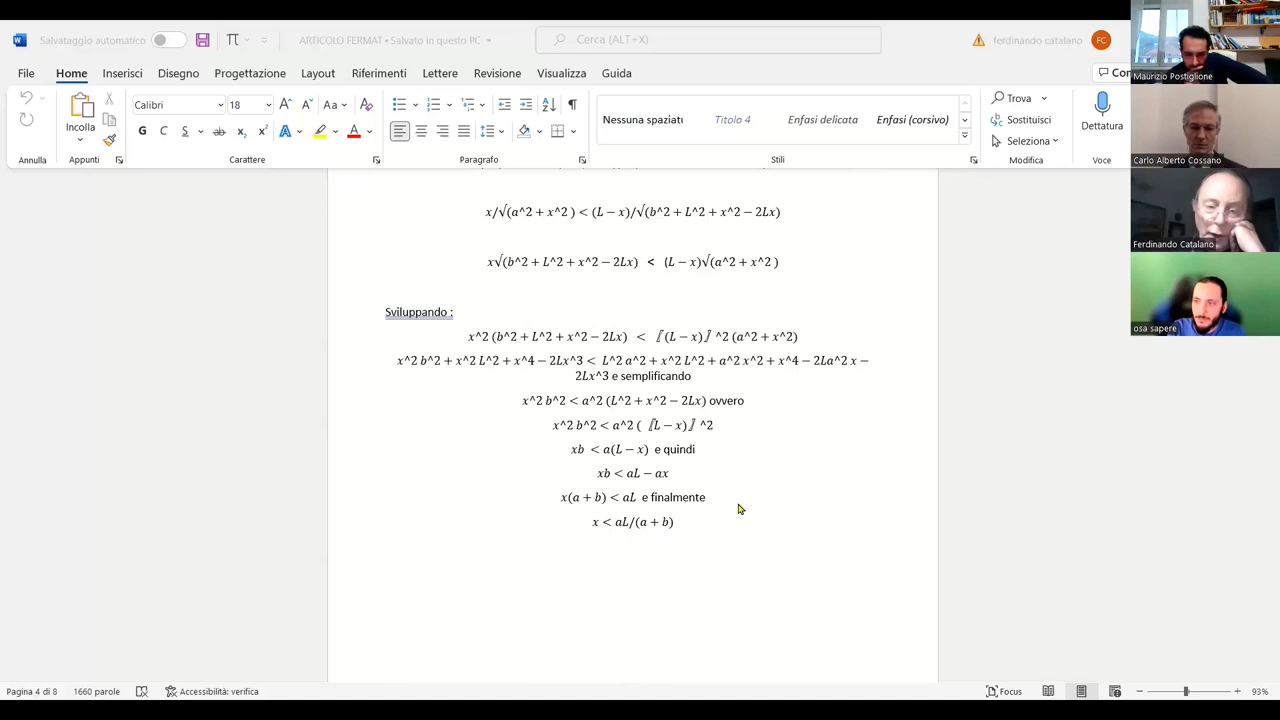 Salvataggio automatico
ARTICOLO FERMAT • Salvato in questo PC
Cerca (ALT+X)
ferdinando catalano
FC
File Home Inserisci Disegno Progettazione Layout Riferimenti Lettere Revisione Visualizza Guida
Incolla
Calibri 18
Nessuna spaziatı Titolo 4 Enfasi delicata Enfasi (corsivo)
Trova
Sostituisci
Seleziona
Dettatura
Annulla Appunti Carattere Paragrafo Stili Modifica Voce
x/√(a^2 + x^2 ) < (L − x)/√(b^2 + L^2 + x^2 − 2Lx)
x√(b^2 + L^2 + x^2 − 2Lx) < (L − x)√(a^2 + x^2 )
Sviluppando :
x^2 (b^2 + L^2 + x^2 − 2Lx) < 〖(L − x)〗^2 (a^2 + x^2)
x^2 b^2 + x^2 L^2 + x^4 − 2Lx^3 < L^2 a^2 + x^2 L^2 + a^2 x^2 + x^4 − 2La^2 x −
2Lx^3 e semplificando
x^2 b^2 < a^2 (L^2 + x^2 − 2Lx) ovvero
x^2 b^2 < a^2 (〖L − x)〗^2
xb < a(L − x) e quindi
xb < aL − ax
x(a + b) < aL e finalmente
x < aL/(a + b)
Maurizio Postiglione
Carlo Alberto Cossano
Ferdinando Catalano
osa sapere
Pagina 4 di 8 1660 parole Accessibilità: verifica
Focus 93%